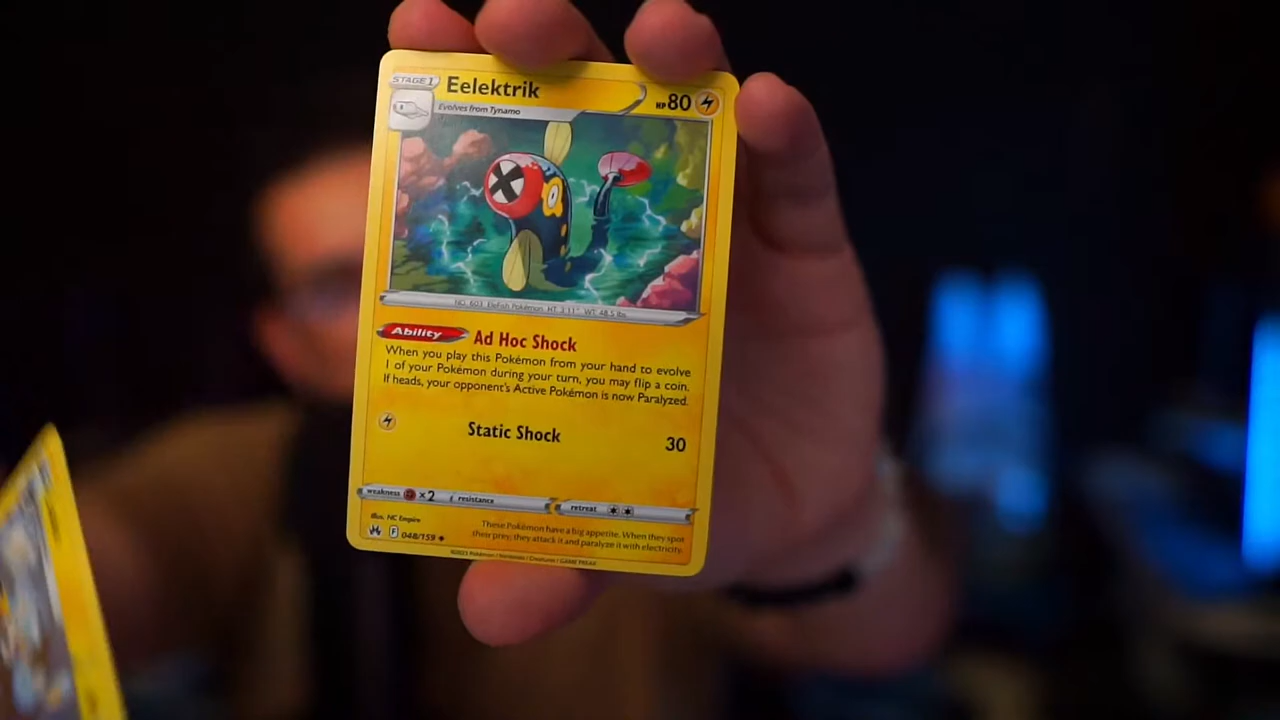 STAGE 1
Eelektrik
HP 80
Evolves from Tynamo
NO. 603 EleFish Pokémon HT: 3'11" WT: 48.5 lbs.
Ability
Ad Hoc Shock
When you play this Pokémon from your hand to evolve
1 of your Pokémon during your turn, you may flip a coin.
If heads, your opponent's Active Pokémon is now Paralyzed.
Static Shock 30
weakness ×2 resistance retreat
Illus. NC Empire
F 048/159
These Pokémon have a big appetite. When they spot
their prey, they attack it and paralyze it with electricity.
©2023 Pokémon / Nintendo / Creatures / GAME FREAK